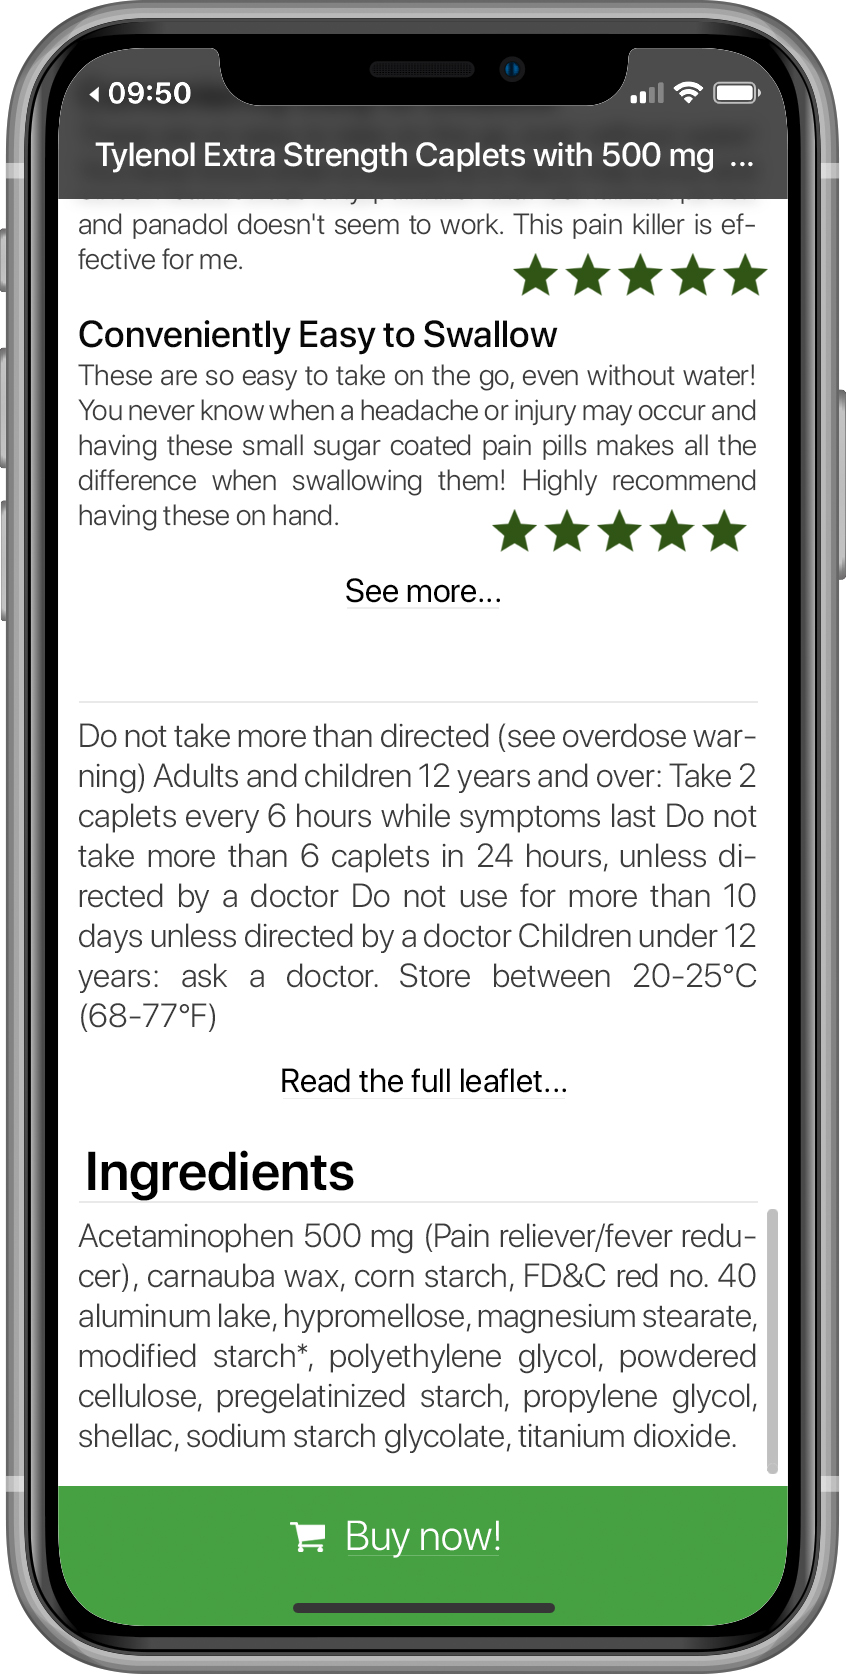 09:50
Tylenol Extra Strength Caplets with 500 mg ...
and panadol doesn't seem to work. This pain killer is ef-
fective for me.
Conveniently Easy to Swallow
These are so easy to take on the go, even without water!
You never know when a headache or injury may occur and
having these small sugar coated pain pills makes all the
difference when swallowing them! Highly recommend
having these on hand.
See more...
Do not take more than directed (see overdose war-
ning) Adults and children 12 years and over: Take 2
caplets every 6 hours while symptoms last Do not
take more than 6 caplets in 24 hours, unless di-
rected by a doctor Do not use for more than 10
days unless directed by a doctor Children under 12
years: ask a doctor. Store between 20-25°C
(68-77°F)
Read the full leaflet...
Ingredients
Acetaminophen 500 mg (Pain reliever/fever redu-
cer), carnauba wax, corn starch, FD&C red no. 40
aluminum lake, hypromellose, magnesium stearate,
modified starch*, polyethylene glycol, powdered
cellulose, pregelatinized starch, propylene glycol,
shellac, sodium starch glycolate, titanium dioxide.
Buy now!